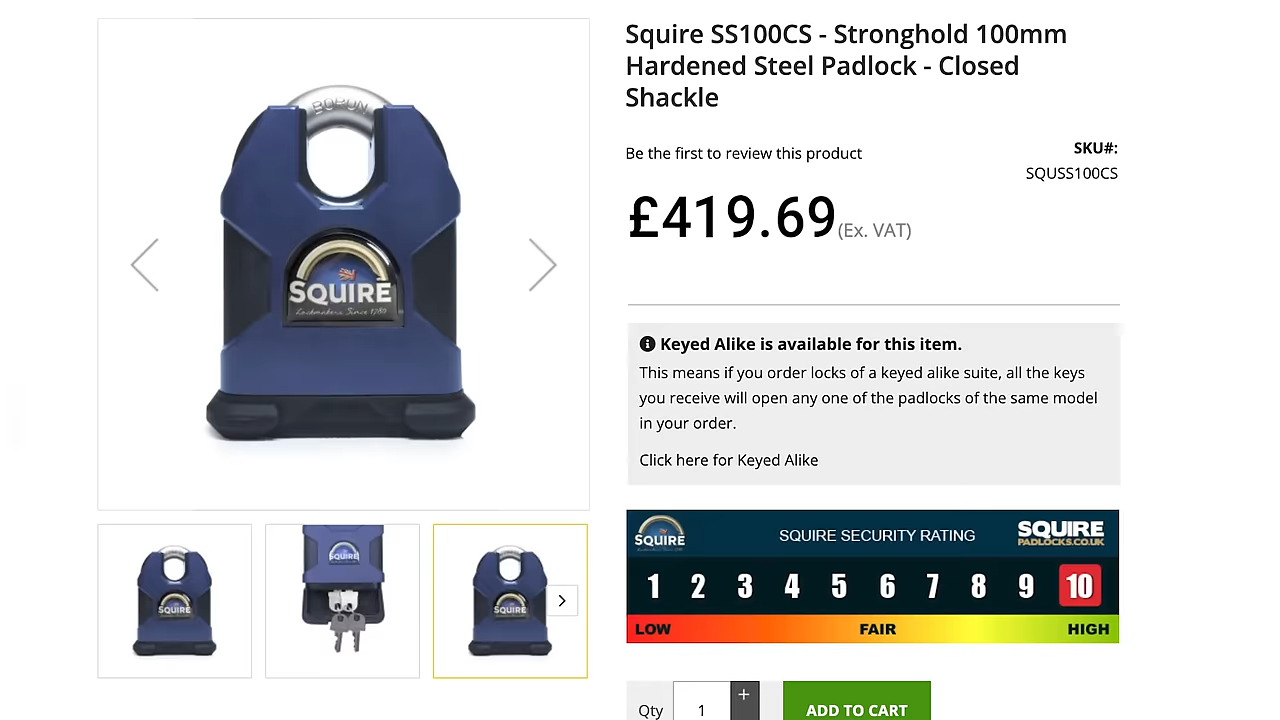 Squire SS100CS - Stronghold 100mm
Hardened Steel Padlock - Closed
Shackle
Be the first to review this product
SKU#:
SQUSS100CS
£419.69 (Ex. VAT)
BORON
SQUIRE
Lockmakers Since 1780
Keyed Alike is available for this item.
This means if you order locks of a keyed alike suite, all the keys
you receive will open any one of the padlocks of the same model
in your order.
Click here for Keyed Alike
SQUIRE
SQUIRE SECURITY RATING
SQUIRE
PADLOCKS.CO.UK
1 2 3 4 5 6 7 8 9 10
LOW FAIR HIGH
SQUIRE
SQUIRE
SQUIRE
Qty 1 + ADD TO CART